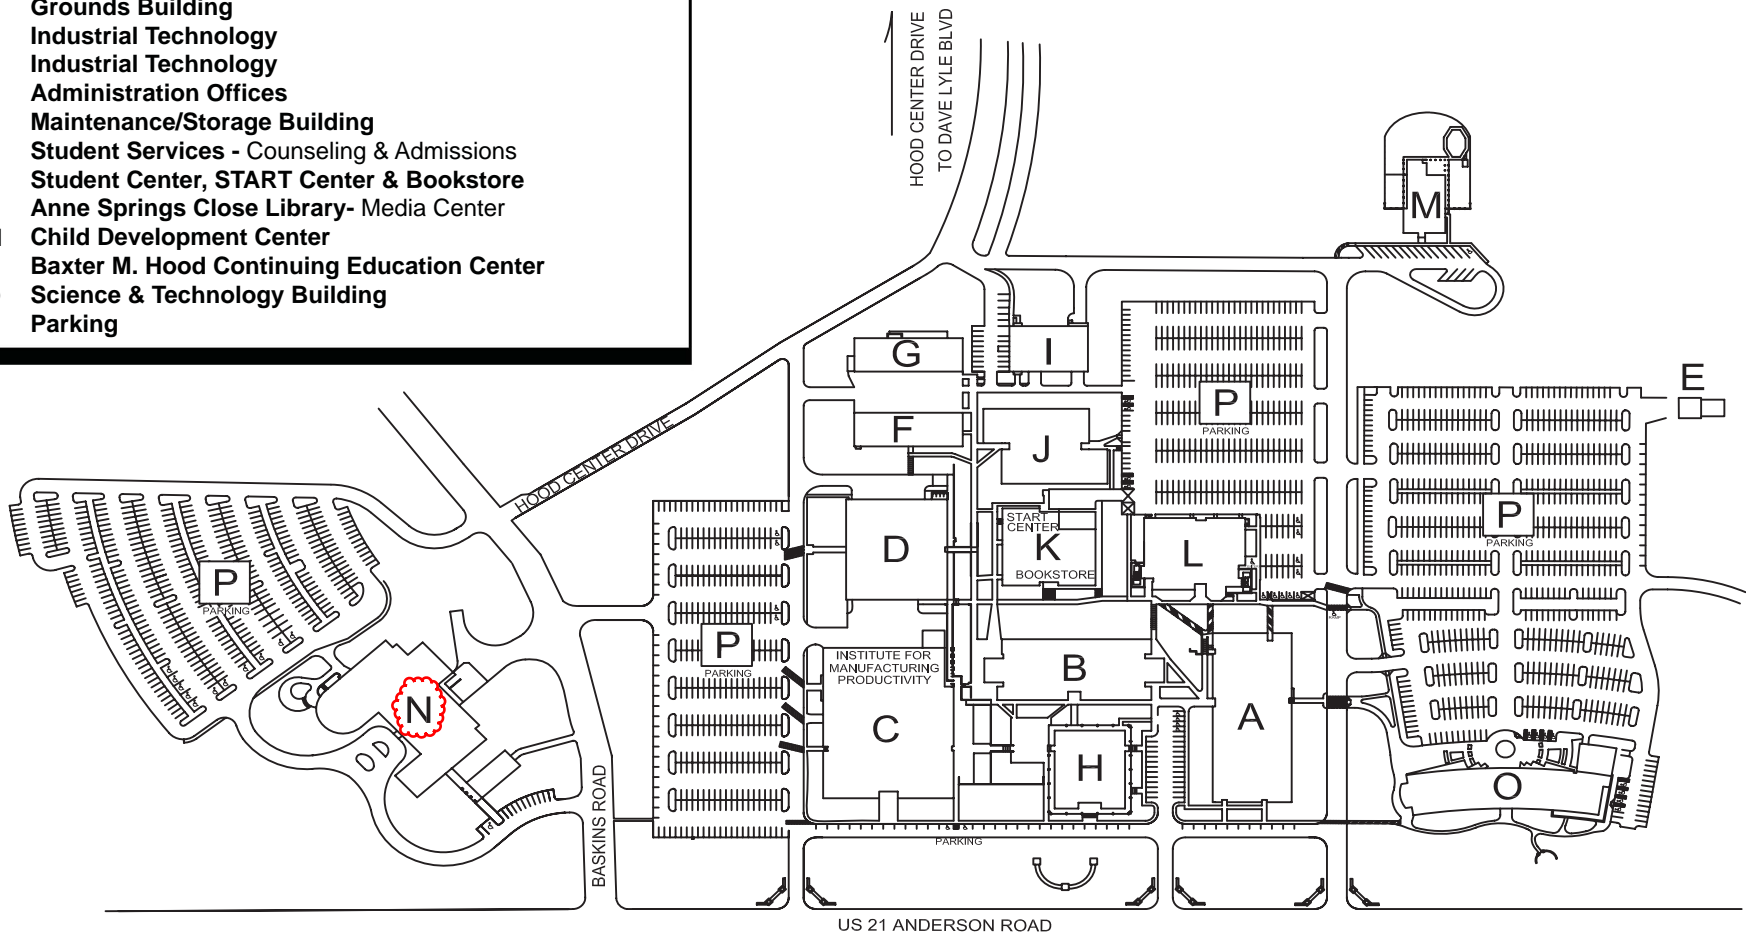 Grounds Building
Industrial Technology
Industrial Technology
Administration Offices
Maintenance/Storage Building
Student Services - Counseling & Admissions
Student Center, START Center & Bookstore
Anne Springs Close Library- Media Center
Child Development Center
Baxter M. Hood Continuing Education Center
Science & Technology Building
Parking
HOOD CENTER DRIVE
TO DAVE LYLE BLVD
M
G
I
E
P
PARKING
F
J
HOOD CENTER DRIVE
P
PARKING
START
CENTER
D
K
BOOKSTORE
L
P
PARKING
P
PARKING
INSTITUTE FOR
MANUFACTURING
PRODUCTIVITY
B
N
C
A
H
O
BASKINS ROAD
PARKING
US 21 ANDERSON ROAD